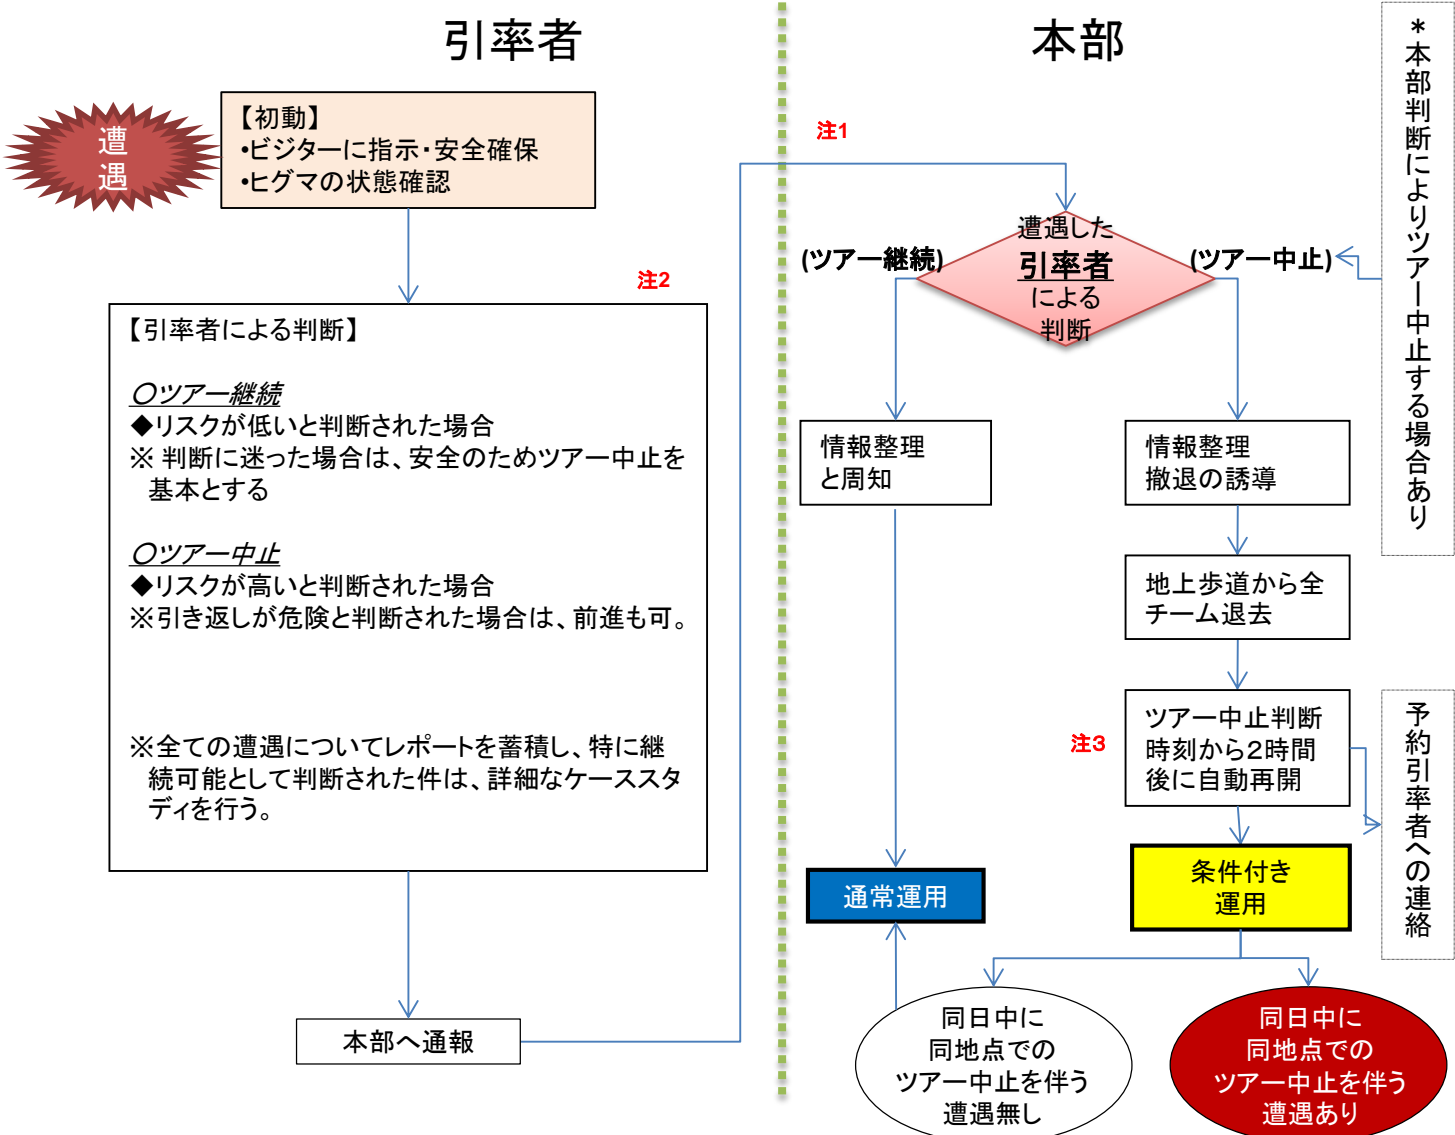 引率者
遭
遇
【初動】
•ビジターに指示・安全確保
•ヒグマの状態確認
注2
【引率者による判断】
〇ツアー継続
◆リスクが低いと判断された場合
※ 判断に迷った場合は、安全のためツアー中止を
基本とする
〇ツアー中止
◆リスクが高いと判断された場合
※引き返しが危険と判断された場合は、前進も可。
※全ての遭遇についてレポートを蓄積し、特に継
続可能として判断された件は、詳細なケーススタ
ディを行う。
本部へ通報
本部
注1
遭遇した
引率者
による
判断
(ツアー継続)
(ツアー中止)
*本部判断によりツアー中止する場合あり
情報整理
と周知
情報整理
撤退の誘導
地上歩道から全
チーム退去
注3
ツアー中止判断
時刻から2時間
後に自動再開
予約引率者への連絡
通常運用
条件付き
運用
同日中に
同地点での
ツアー中止を伴う
遭遇無し
同日中に
同地点での
ツアー中止を伴う
遭遇あり